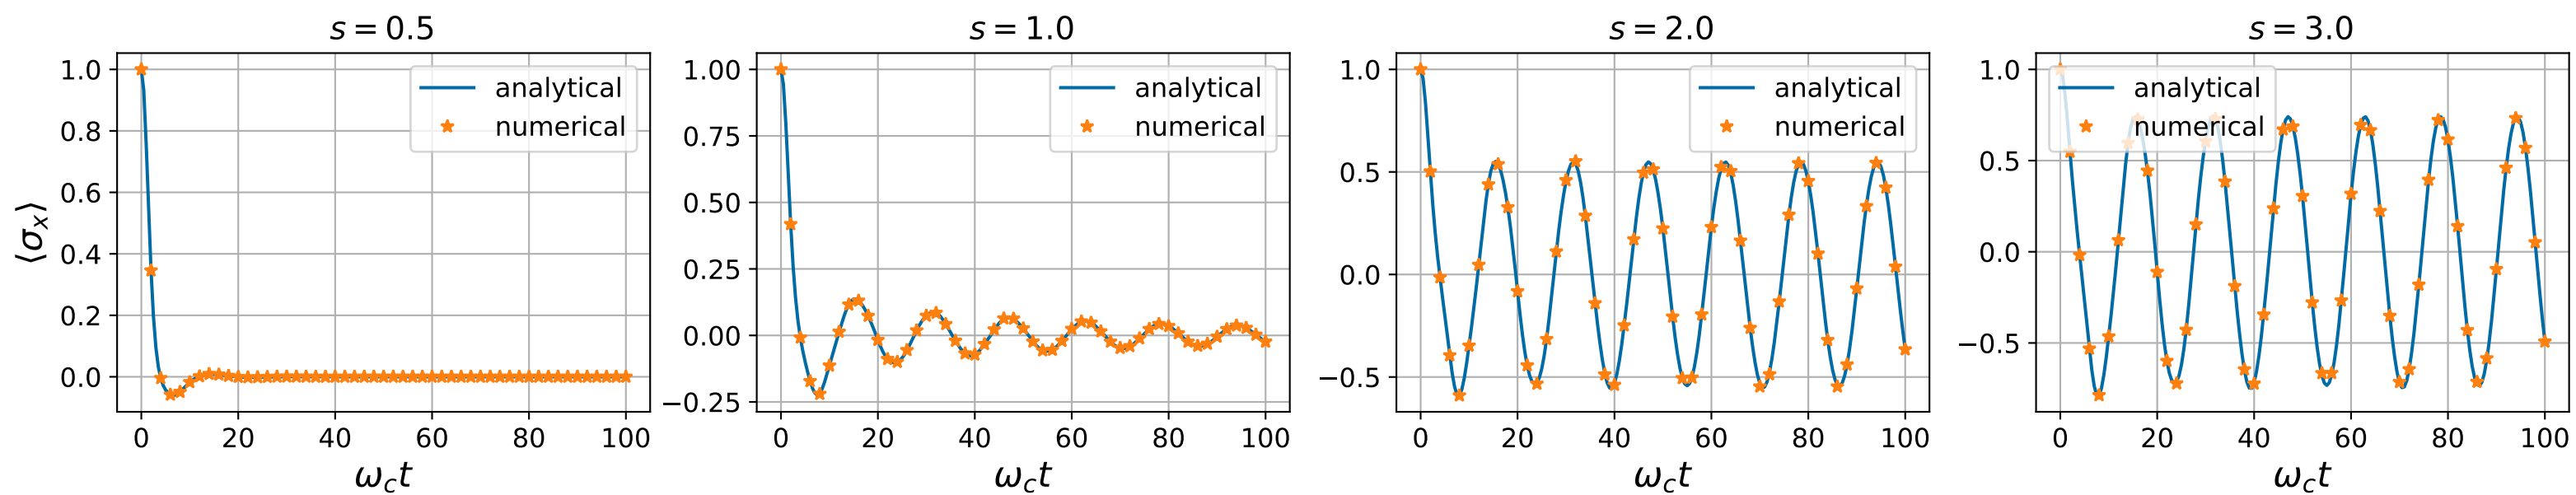 s = 0.5
1.0
0.8
0.6
0.4
0.2
0.0
⟨σx⟩
analytical
numerical
0 20 40 60 80 100
ωct
s = 1.0
1.00
0.75
0.50
0.25
0.00
−0.25
analytical
numerical
0 20 40 60 80 100
ωct
s = 2.0
1.0
0.5
0.0
−0.5
analytical
numerical
0 20 40 60 80 100
ωct
s = 3.0
1.0
0.5
0.0
−0.5
analytical
numerical
0 20 40 60 80 100
ωct